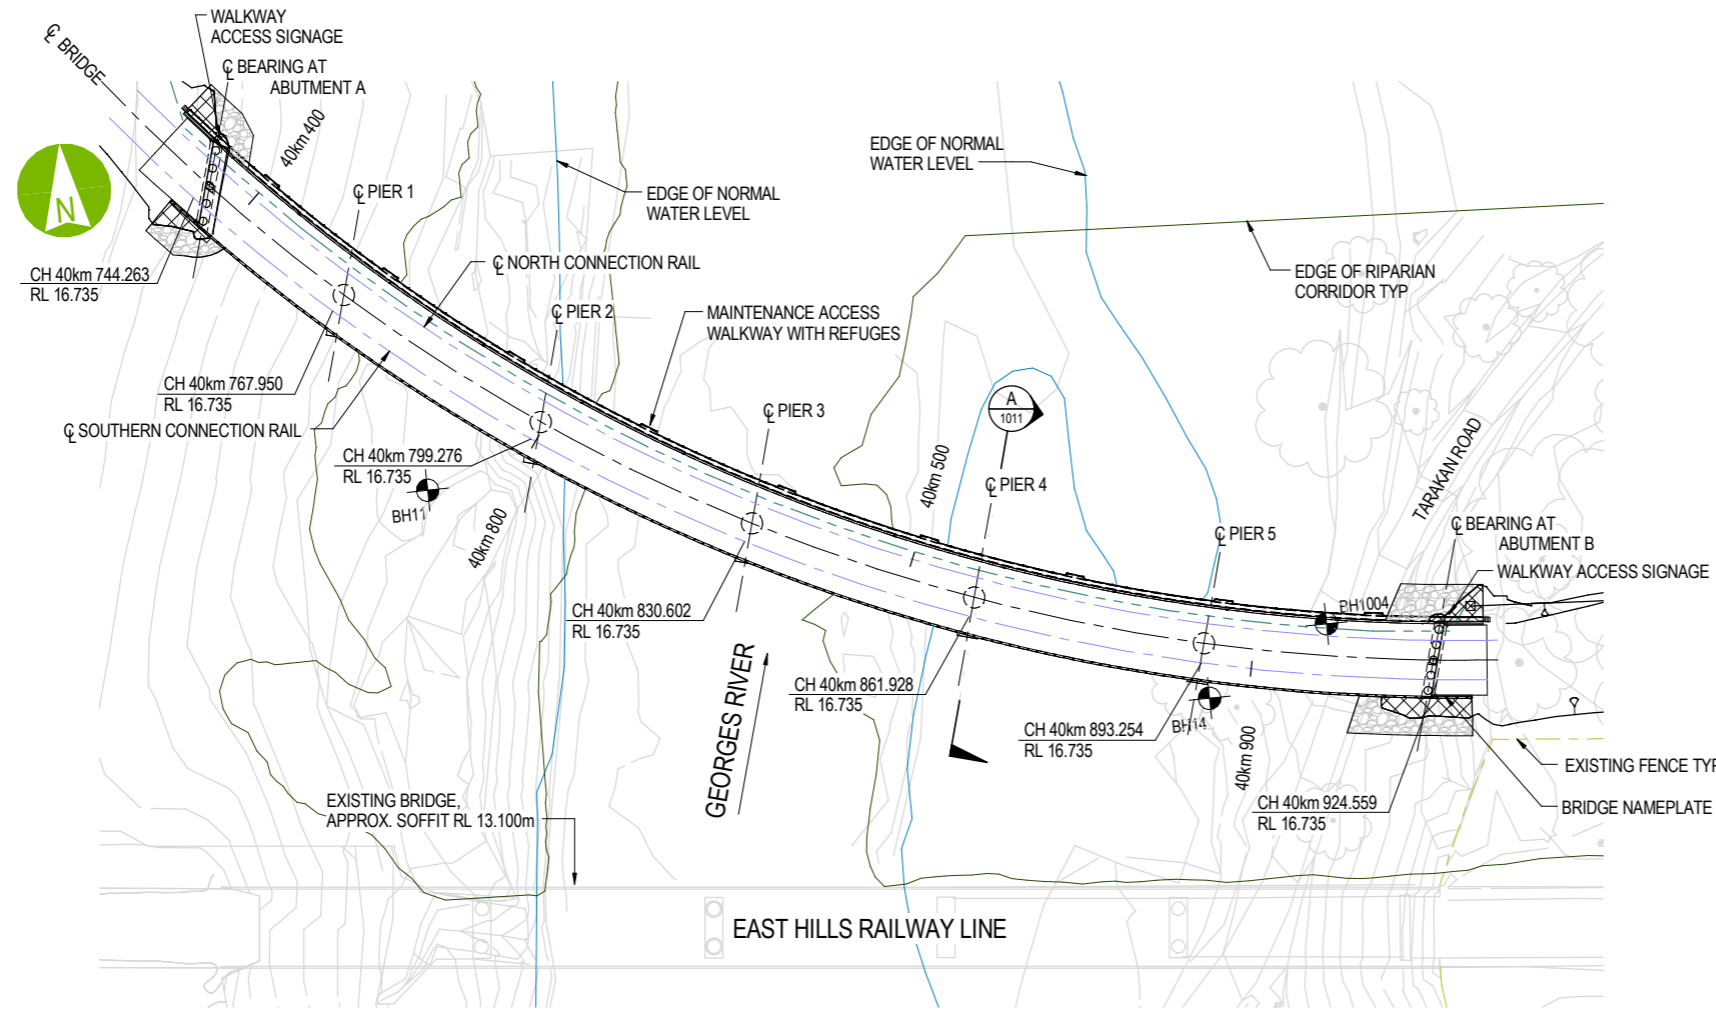 WALKWAY
ACCESS SIGNAGE
℄ BRIDGE
℄ BEARING AT
ABUTMENT A
40km 400
N
℄ PIER 1
EDGE OF NORMAL
WATER LEVEL
EDGE OF NORMAL
WATER LEVEL
CH 40km 744.263
RL 16.735
℄ NORTH CONNECTION RAIL
EDGE OF RIPARIAN
CORRIDOR TYP
℄ PIER 2
MAINTENANCE ACCESS
WALKWAY WITH REFUGES
CH 40km 767.950
RL 16.735
℄ SOUTHERN CONNECTION RAIL
℄ PIER 3
A
1011
CH 40km 799.276
RL 16.735
BH11
40km 800
40km 500
℄ PIER 4
TARAKAN ROAD
℄ PIER 5
℄ BEARING AT
ABUTMENT B
WALKWAY ACCESS SIGNAGE
BH1004
CH 40km 830.602
RL 16.735
GEORGES RIVER
CH 40km 861.928
RL 16.735
BH14
CH 40km 893.254
RL 16.735
40km 900
EXISTING FENCE TYP
BRIDGE NAMEPLATE
CH 40km 924.559
RL 16.735
EXISTING BRIDGE,
APPROX. SOFFIT RL 13.100m
EAST HILLS RAILWAY LINE